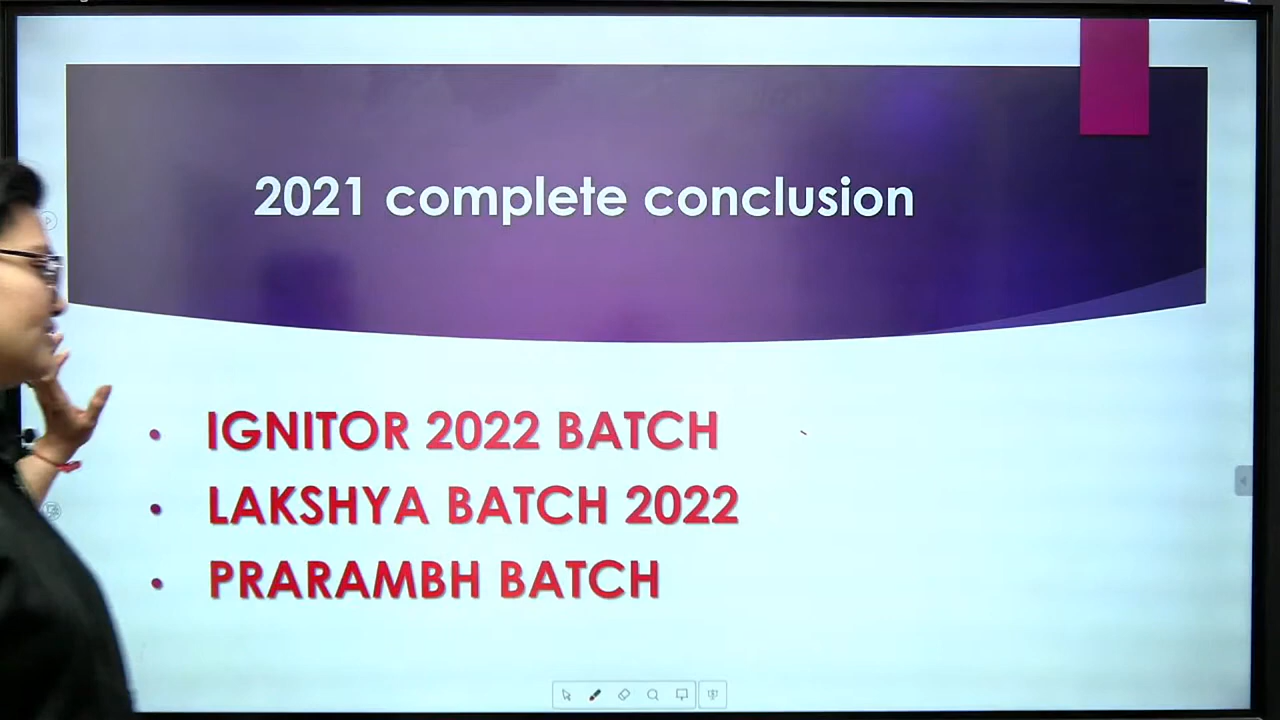 2021 complete conclusion
• IGNITOR 2022 BATCH
• LAKSHYA BATCH 2022
• PRARAMBH BATCH